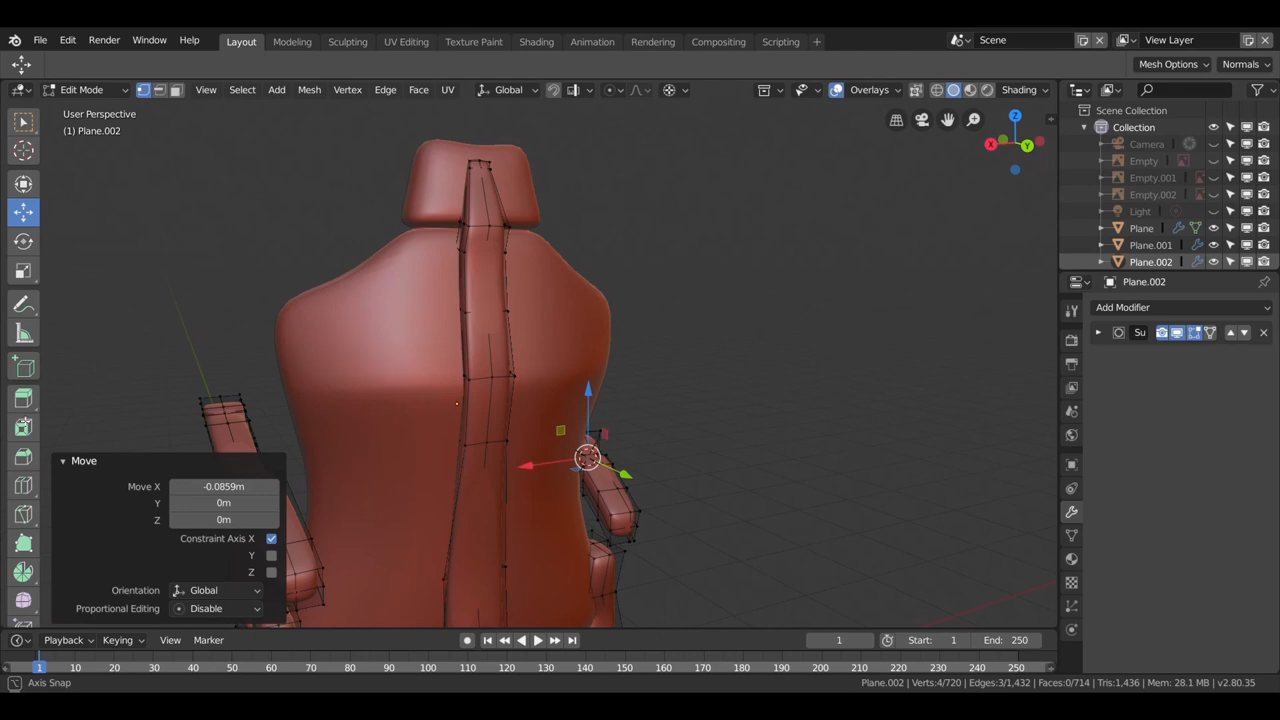 File Edit Render Window Help Layout Modeling Sculpting UV Editing Texture Paint Shading Animation Rendering Compositing Scripting + Scene View Layer
Mesh Options Normals
Edit Mode View Select Add Mesh Vertex Edge Face UV Global Overlays Shading
User Perspective
(1) Plane.002
Z
X
Y
Scene Collection
Collection
Camera
Empty
Empty.001
Empty.002
Light
Plane
Plane.001
Plane.002
Plane.002
Add Modifier
Su
Move
Move X -0.0859m
Y 0m
Z 0m
Constraint Axis X
Y
Z
Orientation Global
Proportional Editing Disable
Playback Keying View Marker 1 Start: 1 End: 250
1 10 20 30 40 50 60 70 80 90 100 110 120 130 140 150 160 170 180 190 200 210 220 230 240 250
Axis Snap Plane.002 | Verts:4/720 | Edges:3/1,432 | Faces:0/714 | Tris:1,436 | Mem: 28.1 MB | v2.80.35